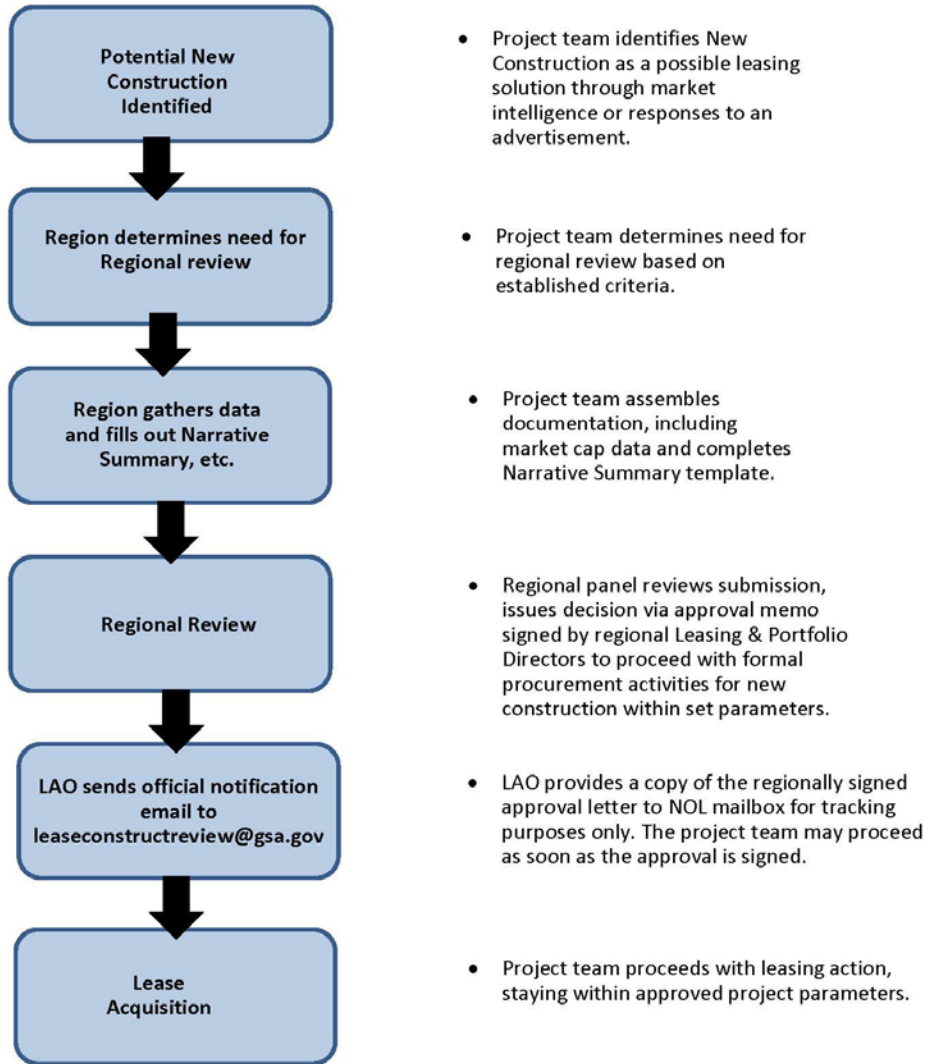 Potential New
Construction
Identified
• Project team identifies New
Construction as a possible leasing
solution through market
intelligence or responses to an
advertisement.
Region determines need for
Regional review
• Project team determines need for
regional review based on
established criteria.
Region gathers data
and fills out Narrative
Summary, etc.
• Project team assembles
documentation, including
market cap data and completes
Narrative Summary template.
Regional Review
• Regional panel reviews submission,
issues decision via approval memo
signed by regional Leasing & Portfolio
Directors to proceed with formal
procurement activities for new
construction within set parameters.
LAO sends official notification
email to
leaseconstructreview@gsa.gov
• LAO provides a copy of the regionally signed
approval letter to NOL mailbox for tracking
purposes only. The project team may proceed
as soon as the approval is signed.
Lease
Acquisition
• Project team proceeds with leasing action,
staying within approved project parameters.